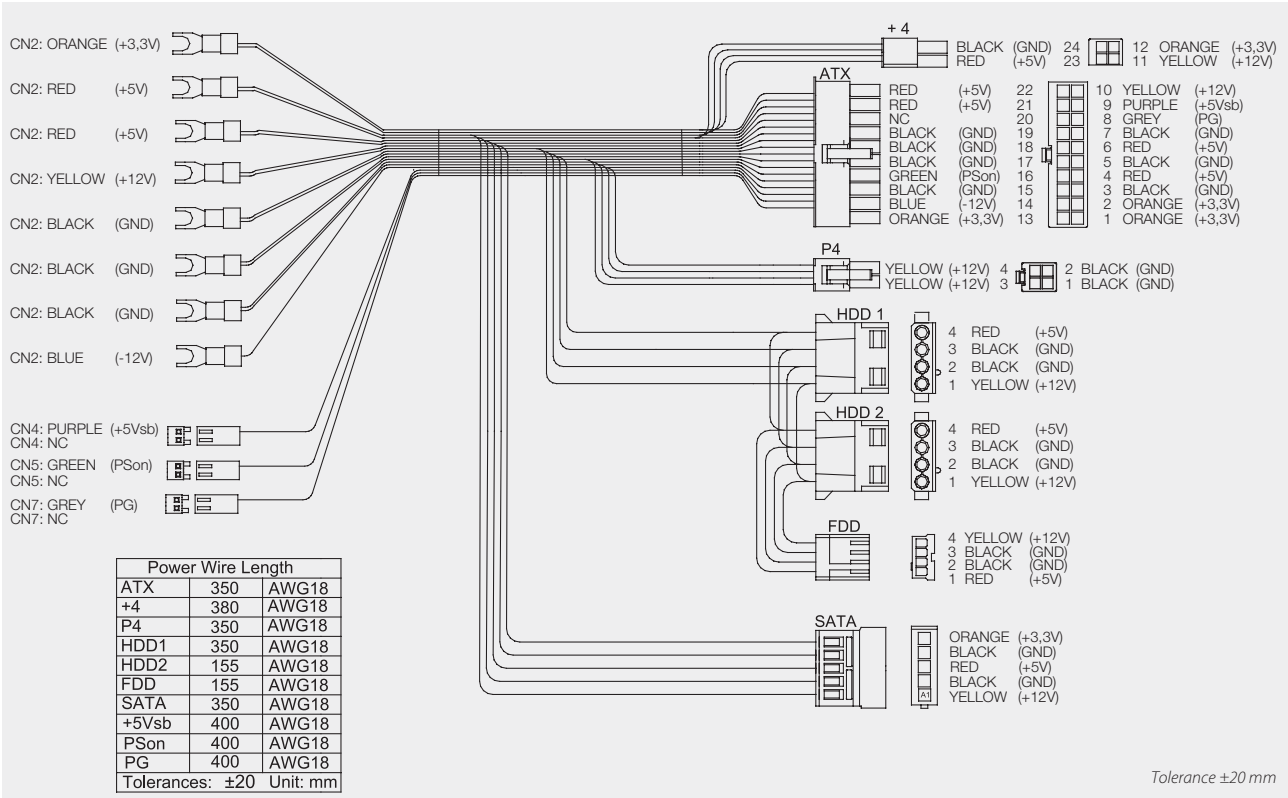 CN2: ORANGE (+3,3V)
CN2: RED (+5V)
CN2: RED (+5V)
CN2: YELLOW (+12V)
CN2: BLACK (GND)
CN2: BLACK (GND)
CN2: BLACK (GND)
CN2: BLUE (-12V)
CN4: PURPLE (+5Vsb)
CN4: NC
CN5: GREEN (PSon)
CN5: NC
CN7: GREY (PG)
CN7: NC
+ 4
BLACK (GND) 24 12 ORANGE (+3,3V)
RED (+5V) 23 11 YELLOW (+12V)
ATX
RED (+5V) 22 10 YELLOW (+12V)
RED (+5V) 21 9 PURPLE (+5Vsb)
NC 20 8 GREY (PG)
BLACK (GND) 19 7 BLACK (GND)
BLACK (GND) 18 6 RED (+5V)
BLACK (GND) 17 5 BLACK (GND)
GREEN (PSon) 16 4 RED (+5V)
BLACK (GND) 15 3 BLACK (GND)
BLUE (-12V) 14 2 ORANGE (+3,3V)
ORANGE (+3,3V) 13 1 ORANGE (+3,3V)
P4
YELLOW (+12V) 4 2 BLACK (GND)
YELLOW (+12V) 3 1 BLACK (GND)
HDD 1
4 RED (+5V)
3 BLACK (GND)
2 BLACK (GND)
1 YELLOW (+12V)
HDD 2
4 RED (+5V)
3 BLACK (GND)
2 BLACK (GND)
1 YELLOW (+12V)
FDD
4 YELLOW (+12V)
3 BLACK (GND)
2 BLACK (GND)
1 RED (+5V)
SATA
ORANGE (+3,3V)
BLACK (GND)
RED (+5V)
BLACK (GND)
YELLOW (+12V)
A1
Power Wire Length
ATX 350 AWG18
+4 380 AWG18
P4 350 AWG18
HDD1 350 AWG18
HDD2 155 AWG18
FDD 155 AWG18
SATA 350 AWG18
+5Vsb 400 AWG18
PSon 400 AWG18
PG 400 AWG18
Tolerances: ±20 Unit: mm
Tolerance ±20 mm